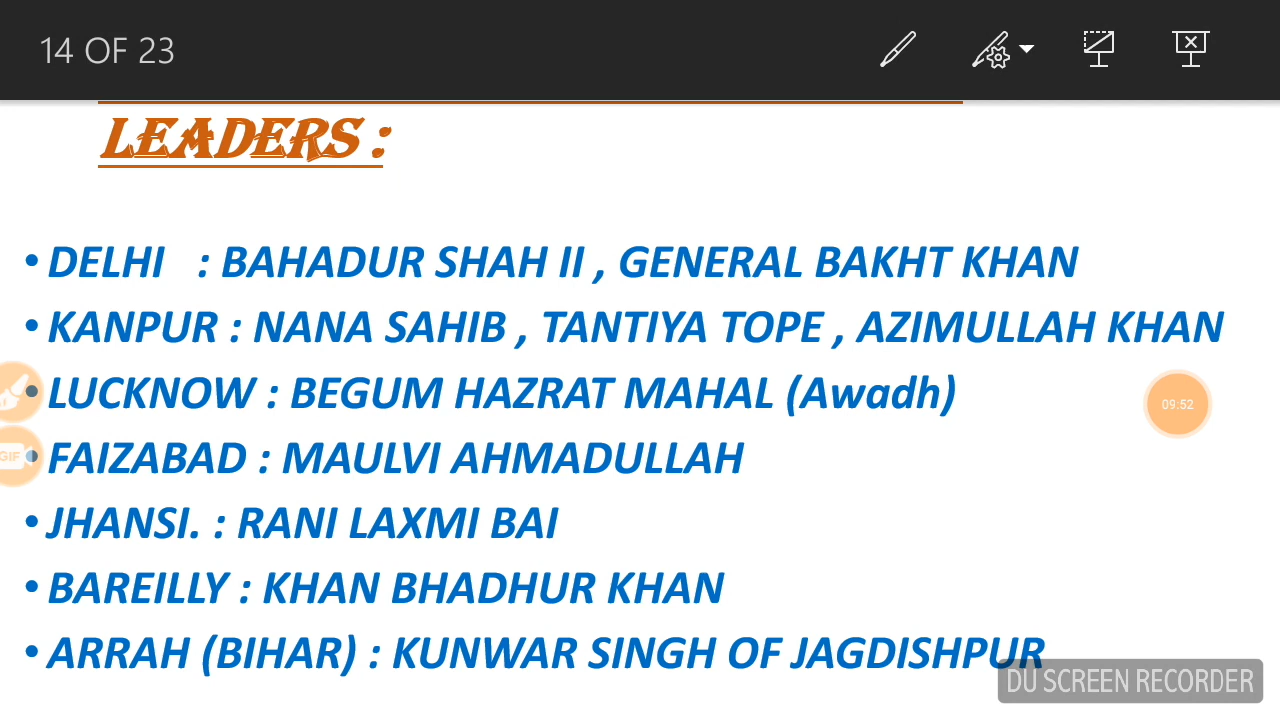 14 OF 23
LEADERS :
• DELHI : BAHADUR SHAH II , GENERAL BAKHT KHAN
• KANPUR : NANA SAHIB , TANTIYA TOPE , AZIMULLAH KHAN
• LUCKNOW : BEGUM HAZRAT MAHAL (Awadh)
09:52
GIF
• FAIZABAD : MAULVI AHMADULLAH
• JHANSI. : RANI LAXMI BAI
• BAREILLY : KHAN BHADHUR KHAN
• ARRAH (BIHAR) : KUNWAR SINGH OF JAGDISHPUR
DU SCREEN RECORDER